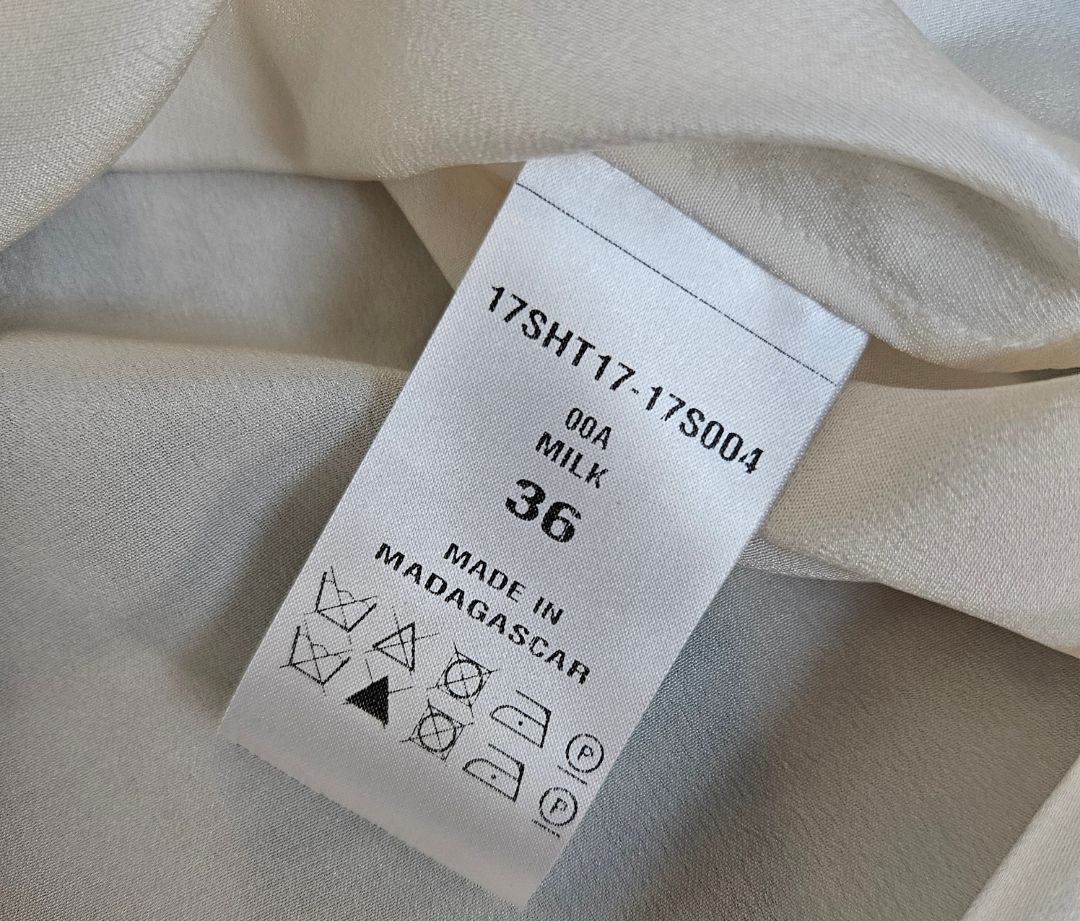 17SHT17-17S004
00A
MILK
36
MADE IN
MADAGASCAR
P
P